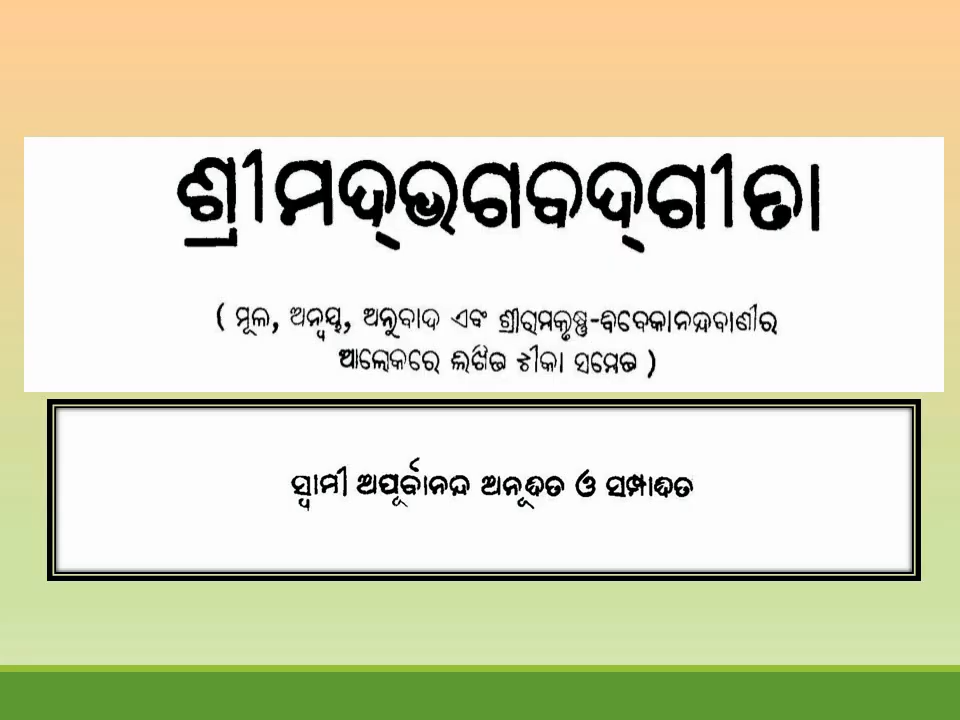 ଶ୍ରୀମଦ୍‌ଭଗବଦ୍‌ଗୀତା
( ମୂଳ, ଅନ୍ୱୟ, ଅନୁବାଦ ଏବଂ ଶ୍ରୀରାମକୃଷ୍ଣ-ବିବେକାନନ୍ଦବାଣୀର
ଆଲୋକରେ ଲିଖିତ ଟୀକା ସମେତ )
ସ୍ୱାମୀ ଅପୂର୍ବାନନ୍ଦ ଅନୂଦିତ ଓ ସମ୍ପାଦିତ